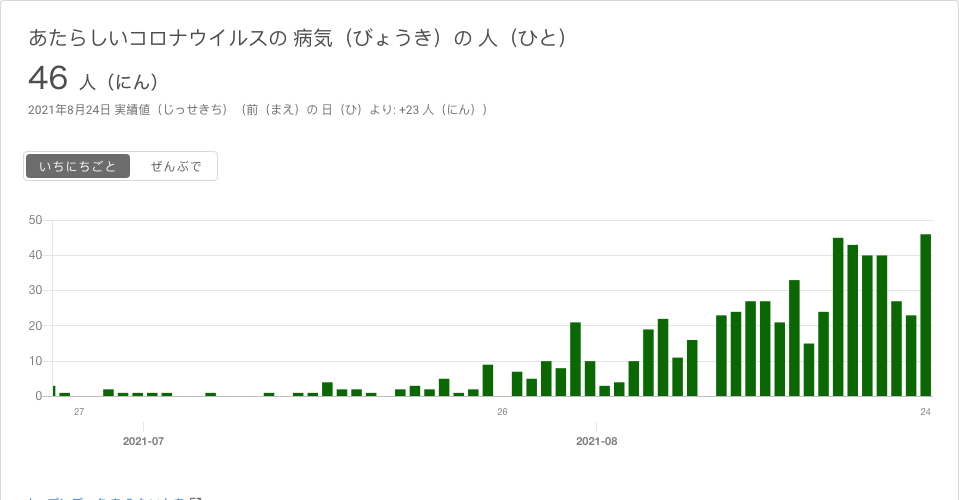 あたらしいコロナウイルスの 病気（びょうき）の 人（ひと）
46 人（にん）
2021年8月24日 実績値（じっせきち）（前（まえ）の 日（ひ）より: +23 人（にん））
いちにちごと ぜんぶで
50
40
30
20
10
0
27 26 24
2021-07 2021-08